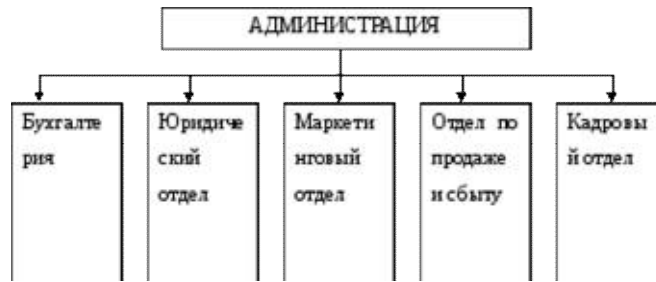 АДМИНИСТРАЦИЯ
Бухгалте
рия
Юридиче
ский
отдел
Маркети
нговый
отдел
Отдел по
продаже
и сбыту
Кадровы
й отдел